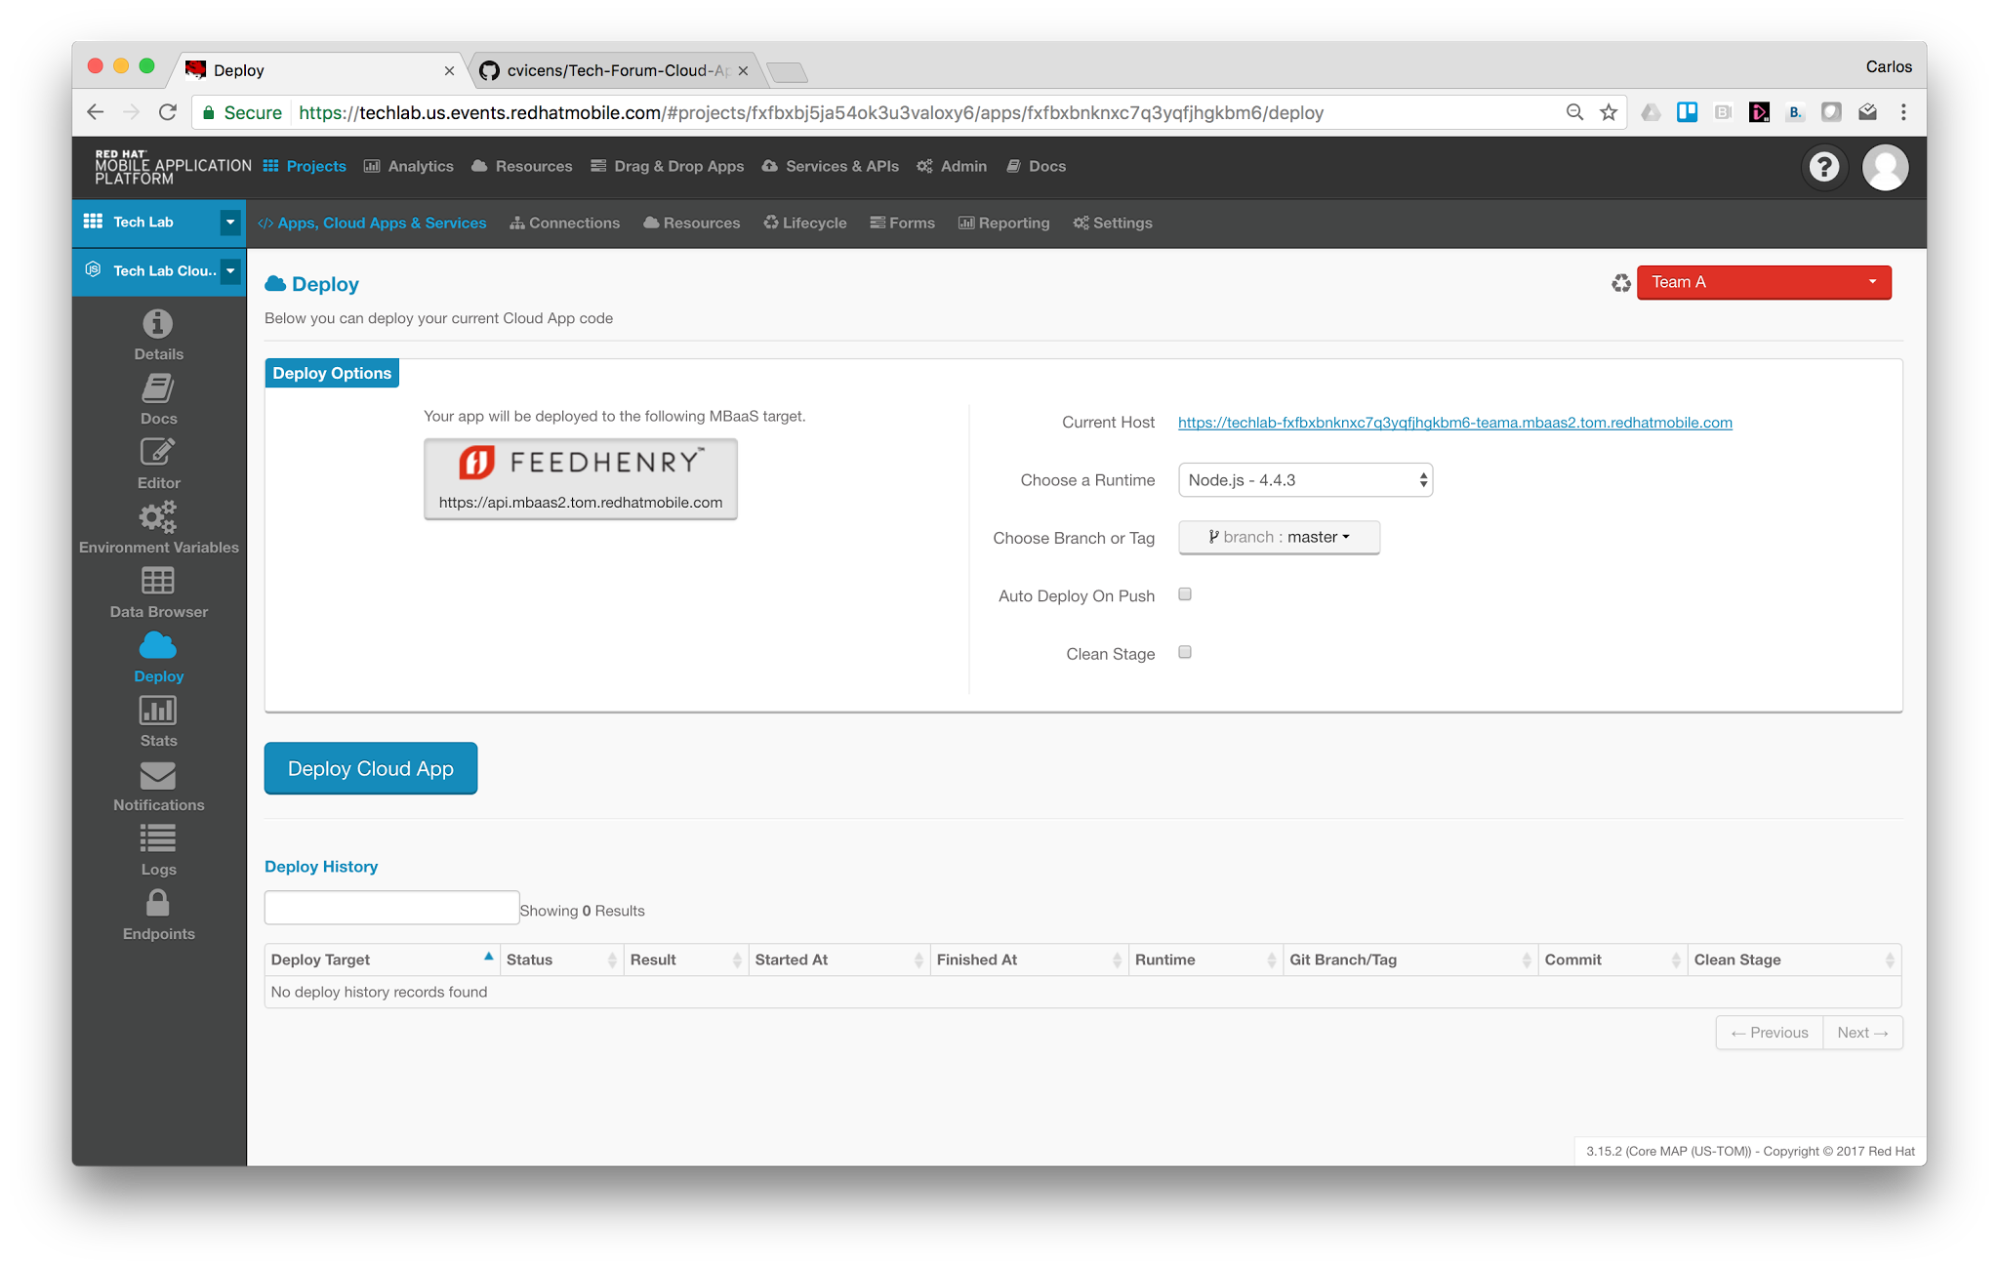 Deploy
cvicens/Tech-Forum-Cloud-Ap
Carlos
Secure https://techlab.us.events.redhatmobile.com/#projects/fxfbxbj5ja54ok3u3valoxy6/apps/fxfbxbnknxc7q3yqfjhgkbm6/deploy
RED HAT
MOBILE APPLICATION
PLATFORM
Projects Analytics Resources Drag & Drop Apps Services & APIs Admin Docs
?
Tech Lab
Apps, Cloud Apps & Services Connections Resources Lifecycle Forms Reporting Settings
Tech Lab Clou..
Details
Docs
Editor
Environment Variables
Data Browser
Deploy
Stats
Notifications
Logs
Endpoints
Deploy
Team A
Below you can deploy your current Cloud App code
Deploy Options
Your app will be deployed to the following MBaaS target.
FEEDHENRY™
https://api.mbaas2.tom.redhatmobile.com
Current Host https://techlab-fxfbxbnknxc7q3yqfjhgkbm6-teama.mbaas2.tom.redhatmobile.com
Choose a Runtime Node.js - 4.4.3
Choose Branch or Tag branch : master
Auto Deploy On Push
Clean Stage
Deploy Cloud App
Deploy History
Showing 0 Results
Deploy Target Status Result Started At Finished At Runtime Git Branch/Tag Commit Clean Stage
No deploy history records found
← Previous Next →
3.15.2 (Core MAP (US-TOM)) - Copyright © 2017 Red Hat